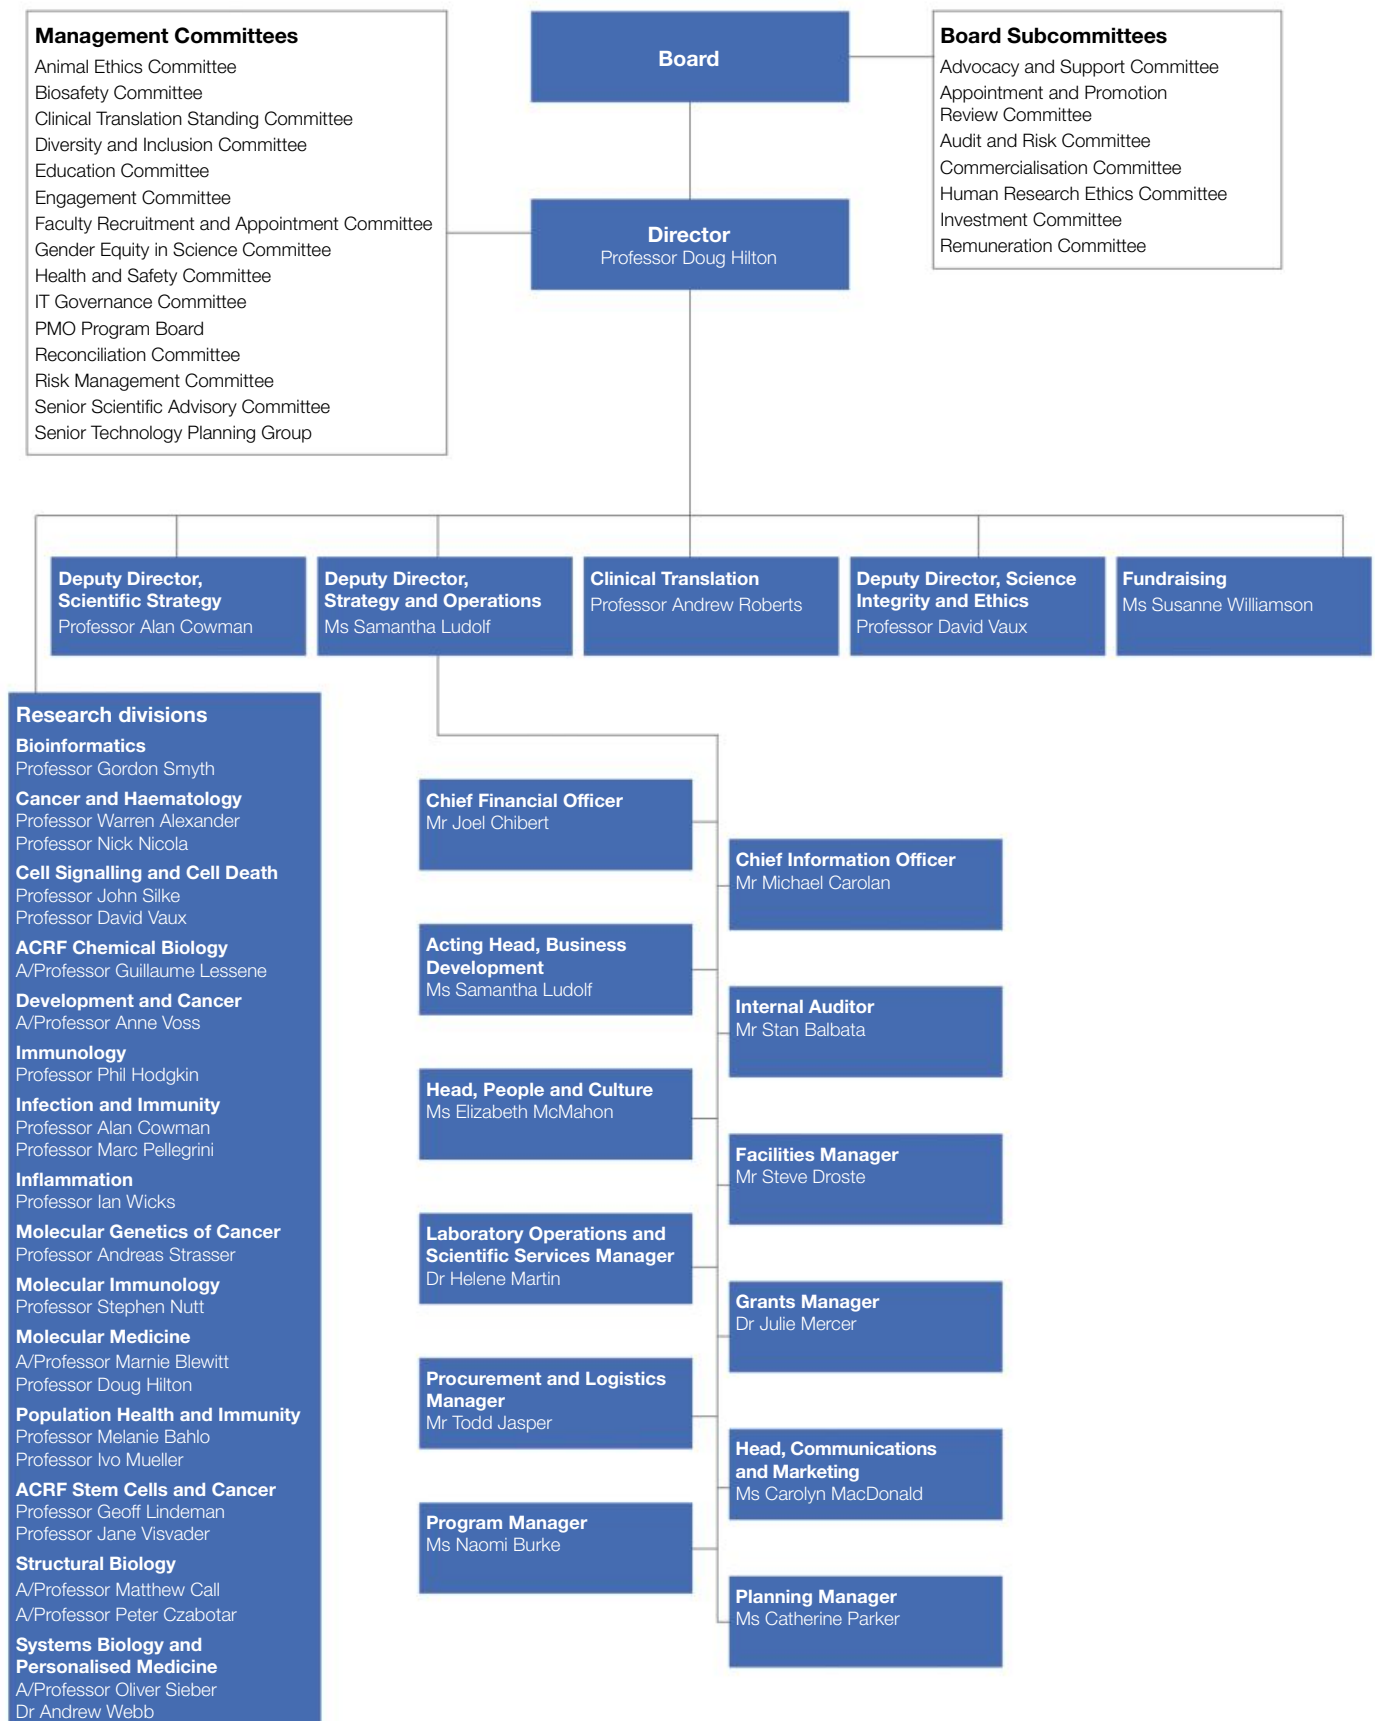 Management Committees
Animal Ethics Committee
Biosafety Committee
Clinical Translation Standing Committee
Diversity and Inclusion Committee
Education Committee
Engagement Committee
Faculty Recruitment and Appointment Committee
Gender Equity in Science Committee
Health and Safety Committee
IT Governance Committee
PMO Program Board
Reconciliation Committee
Risk Management Committee
Senior Scientific Advisory Committee
Senior Technology Planning Group
Board
Board Subcommittees
Advocacy and Support Committee
Appointment and Promotion
Review Committee
Audit and Risk Committee
Commercialisation Committee
Human Research Ethics Committee
Investment Committee
Remuneration Committee
Director
Professor Doug Hilton
Deputy Director,
Scientific Strategy
Professor Alan Cowman
Deputy Director,
Strategy and Operations
Ms Samantha Ludolf
Clinical Translation
Professor Andrew Roberts
Deputy Director, Science
Integrity and Ethics
Professor David Vaux
Fundraising
Ms Susanne Williamson
Research divisions
Bioinformatics
Professor Gordon Smyth
Cancer and Haematology
Professor Warren Alexander
Professor Nick Nicola
Cell Signalling and Cell Death
Professor John Silke
Professor David Vaux
ACRF Chemical Biology
A/Professor Guillaume Lessene
Development and Cancer
A/Professor Anne Voss
Immunology
Professor Phil Hodgkin
Infection and Immunity
Professor Alan Cowman
Professor Marc Pellegrini
Inflammation
Professor Ian Wicks
Molecular Genetics of Cancer
Professor Andreas Strasser
Molecular Immunology
Professor Stephen Nutt
Molecular Medicine
A/Professor Marnie Blewitt
Professor Doug Hilton
Population Health and Immunity
Professor Melanie Bahlo
Professor Ivo Mueller
ACRF Stem Cells and Cancer
Professor Geoff Lindeman
Professor Jane Visvader
Structural Biology
A/Professor Matthew Call
A/Professor Peter Czabotar
Systems Biology and
Personalised Medicine
A/Professor Oliver Sieber
Dr Andrew Webb
Chief Financial Officer
Mr Joel Chibert
Chief Information Officer
Mr Michael Carolan
Acting Head, Business
Development
Ms Samantha Ludolf
Internal Auditor
Mr Stan Balbata
Head, People and Culture
Ms Elizabeth McMahon
Facilities Manager
Mr Steve Droste
Laboratory Operations and
Scientific Services Manager
Dr Helene Martin
Grants Manager
Dr Julie Mercer
Procurement and Logistics
Manager
Mr Todd Jasper
Head, Communications
and Marketing
Ms Carolyn MacDonald
Program Manager
Ms Naomi Burke
Planning Manager
Ms Catherine Parker